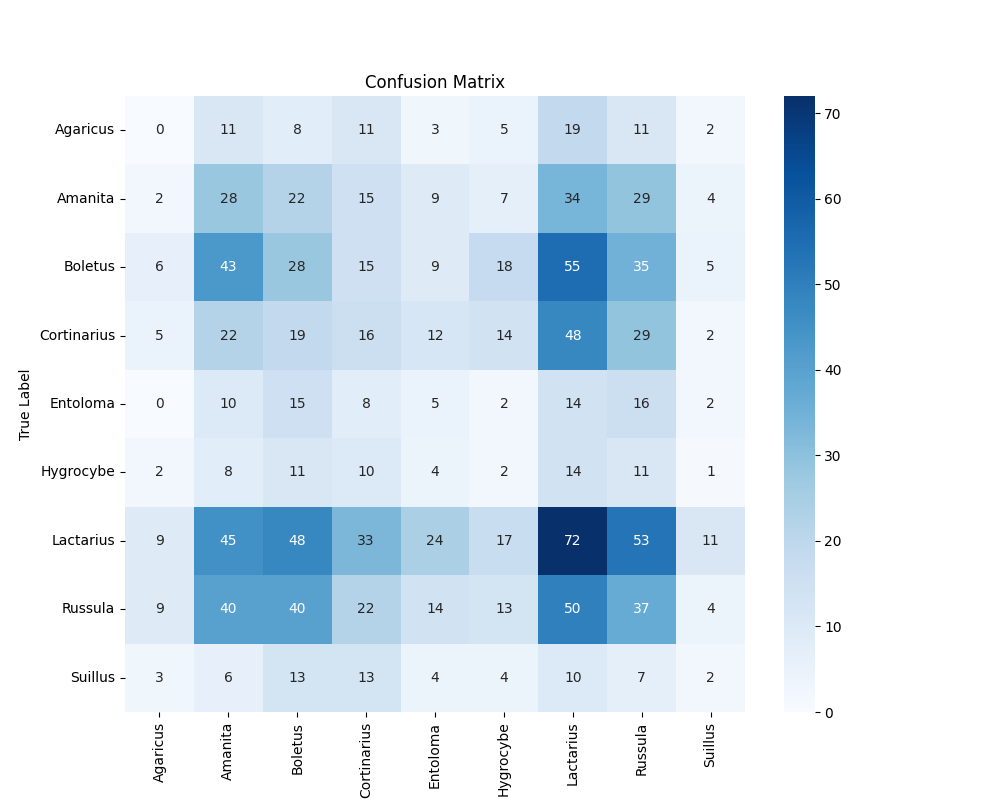 Confusion Matrix
True Label
Agaricus 0 11 8 11 3 5 19 11 2
Amanita 2 28 22 15 9 7 34 29 4
Boletus 6 43 28 15 9 18 55 35 5
Cortinarius 5 22 19 16 12 14 48 29 2
Entoloma 0 10 15 8 5 2 14 16 2
Hygrocybe 2 8 11 10 4 2 14 11 1
Lactarius 9 45 48 33 24 17 72 53 11
Russula 9 40 40 22 14 13 50 37 4
Suillus 3 6 13 13 4 4 10 7 2
Agaricus Amanita Boletus Cortinarius Entoloma Hygrocybe Lactarius Russula Suillus
70
60
50
40
30
20
10
0